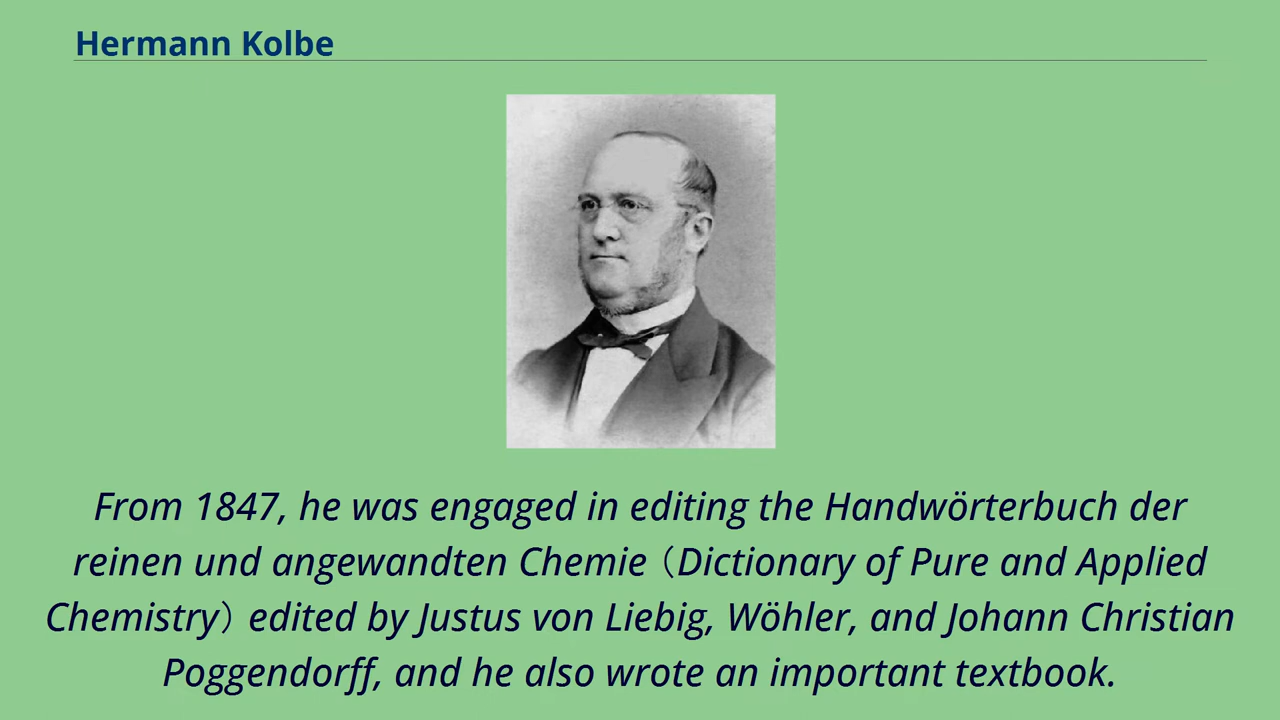 Hermann Kolbe
From 1847, he was engaged in editing the Handwörterbuch der
reinen und angewandten Chemie（Dictionary of Pure and Applied
Chemistry）edited by Justus von Liebig, Wöhler, and Johann Christian
Poggendorff, and he also wrote an important textbook.